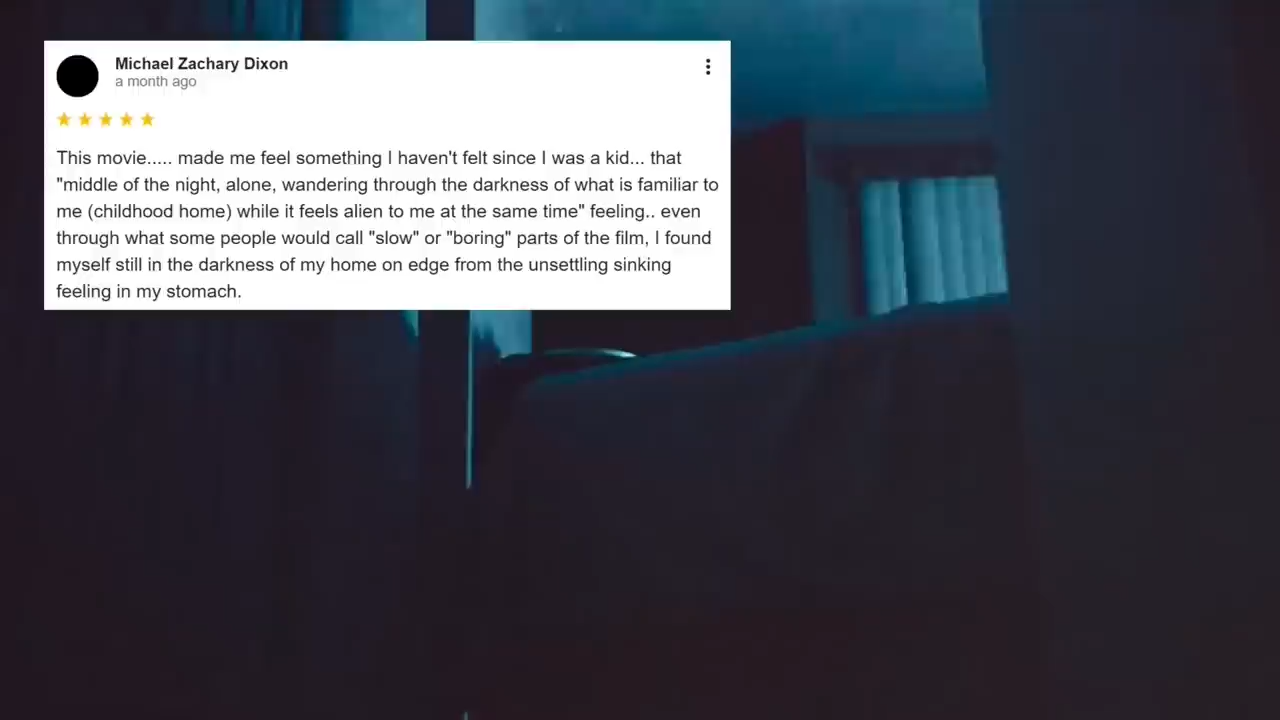 Michael Zachary Dixon
a month ago
This movie..... made me feel something I haven't felt since I was a kid... that
"middle of the night, alone, wandering through the darkness of what is familiar to
me (childhood home) while it feels alien to me at the same time" feeling.. even
through what some people would call "slow" or "boring" parts of the film, I found
myself still in the darkness of my home on edge from the unsettling sinking
feeling in my stomach.